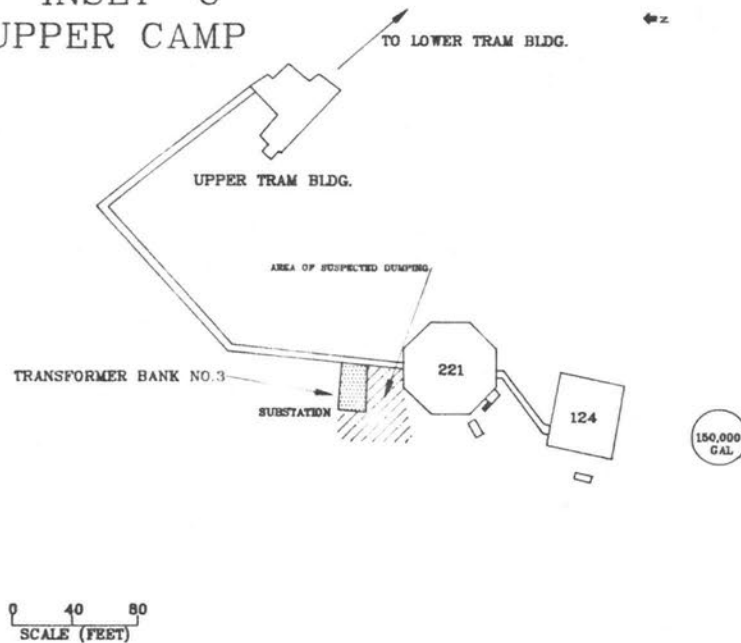 INSET C
UPPER CAMP
N
TO LOWER TRAM BLDG.
UPPER TRAM BLDG.
AREA OF SUSPECTED DUMPING
TRANSFORMER BANK NO.3
SUBSTATION
221
124
150,000
GAL
0 40 80
SCALE (FEET)